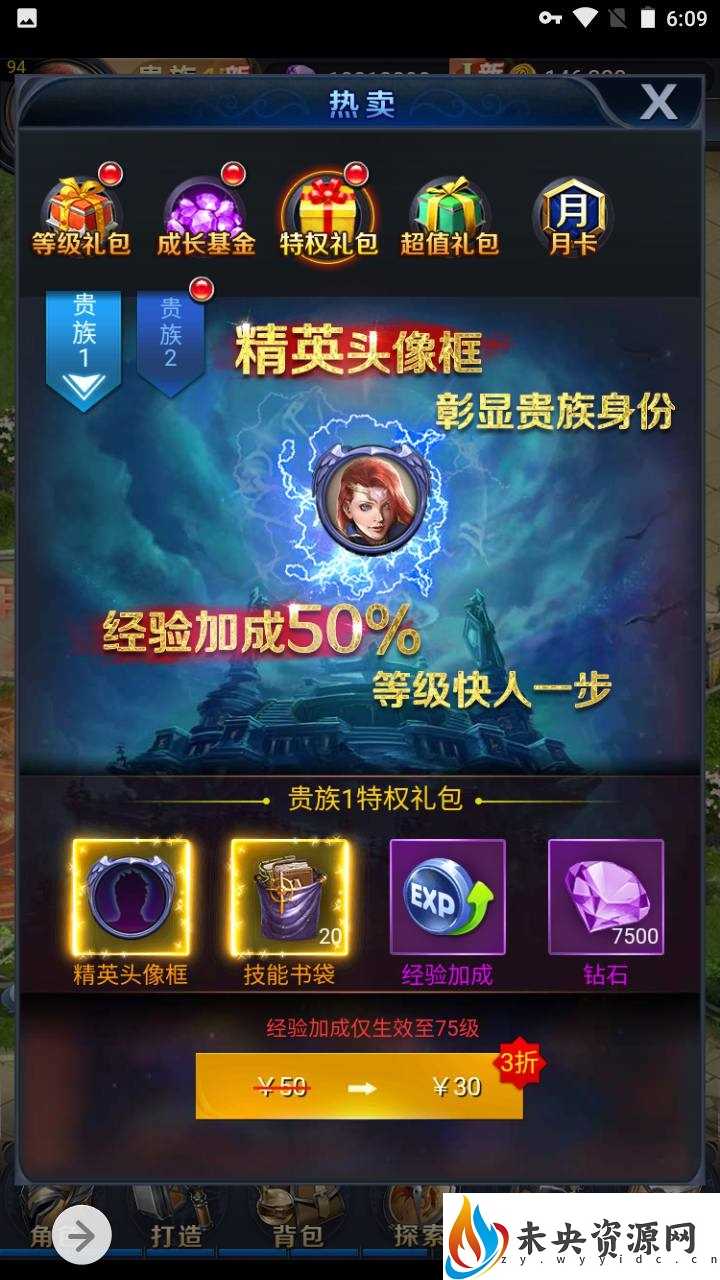 6:09
94
热卖
X
等级礼包
成长基金
特权礼包
超值礼包
月
月卡
贵族1
贵族2
精英头像框
彰显贵族身份
经验加成50%
等级快人一步
贵族1特权礼包
EXP
20
7500
精英头像框
技能书袋
经验加成
钻石
经验加成仅生效至75级
3折
￥50
￥30
打造
背包
探索
未央资源网
zy.wyyidc.cn